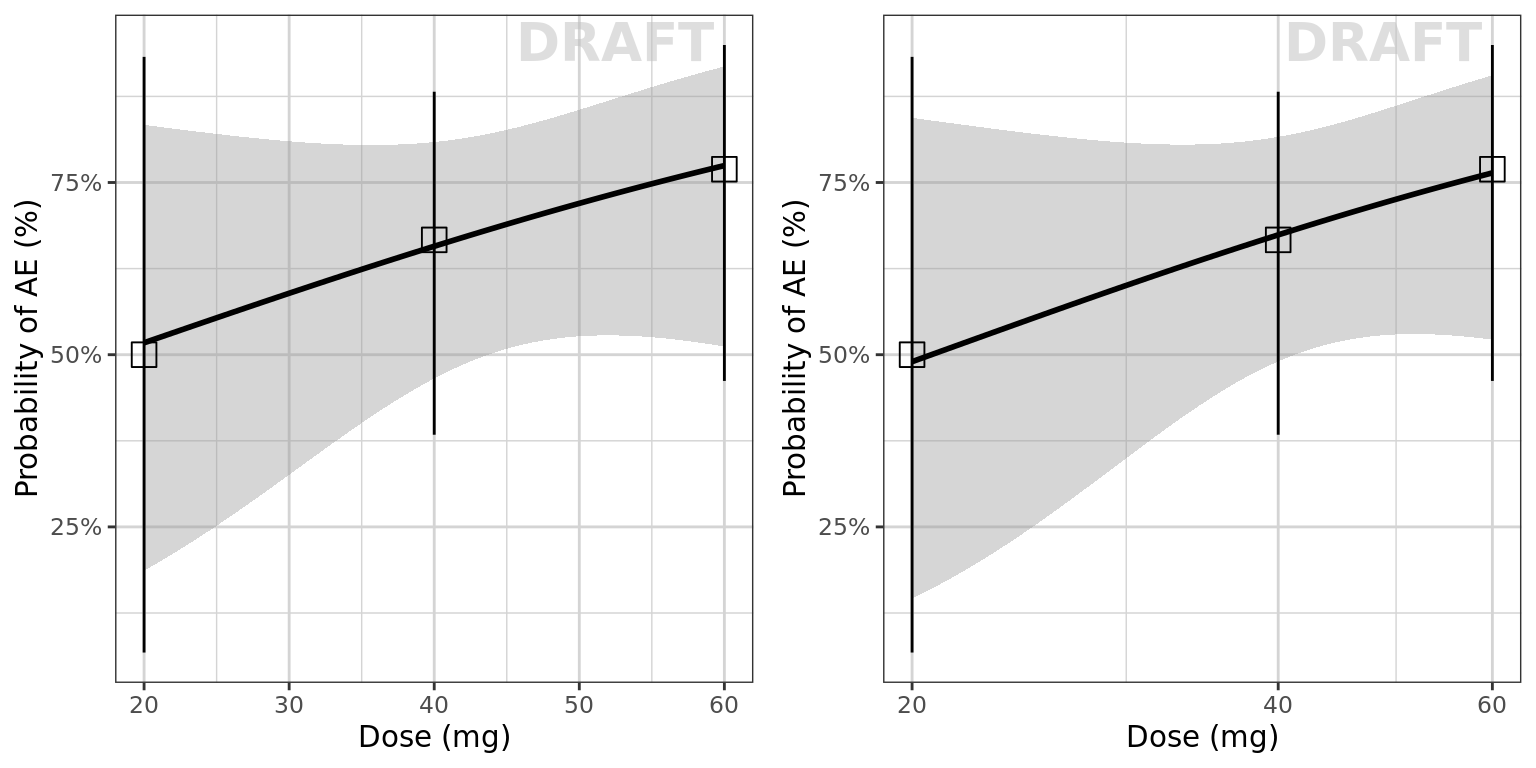 DRAFT
Probability of AE (%)
75%
50%
25%
20 30 40 50 60
Dose (mg)
DRAFT
Probability of AE (%)
75%
50%
25%
20 40 60
Dose (mg)